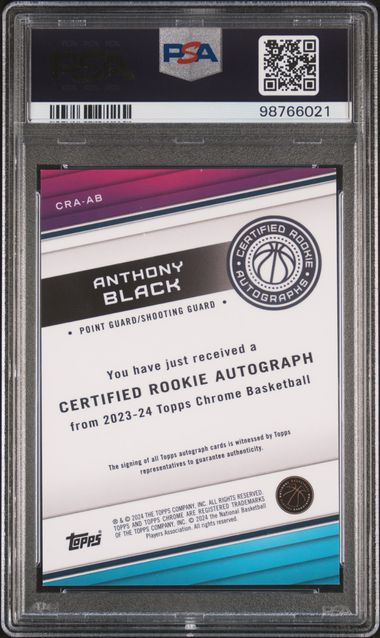 PSA
98766021
CRA-AB
CERTIFIED ROOKIE
AUTOGRAPHS
ANTHONY
BLACK
• POINT GUARD/SHOOTING GUARD •
You have just received a
CERTIFIED ROOKIE AUTOGRAPH
from 2023-24 Topps Chrome Basketball
The signing of all Topps autograph cards is witnessed by Topps
representatives to guarantee authenticity.
® & © 2024 THE TOPPS COMPANY, INC. ALL RIGHTS RESERVED.
TOPPS AND TOPPS CHROME ARE REGISTERED TRADEMARKS
OF THE TOPPS COMPANY, INC. © 2024 the National Basketball
Players Association. All rights reserved.
Topps